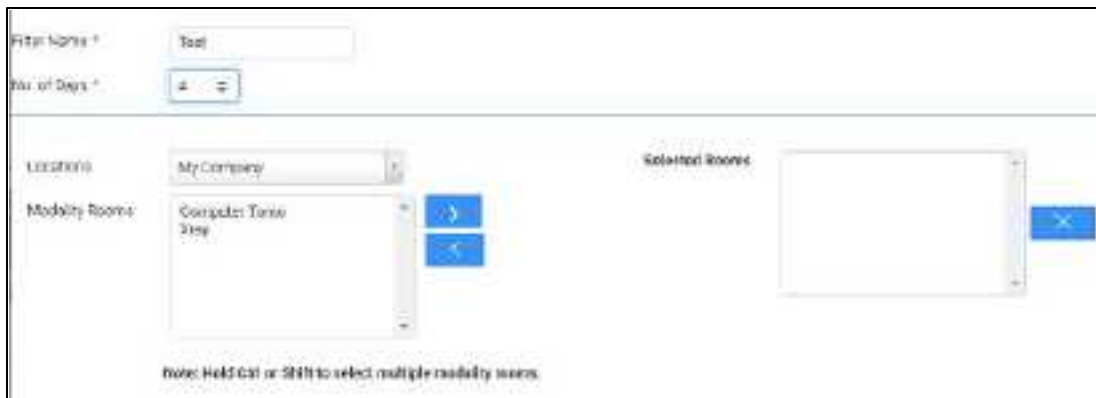 Filter Name * Test
No. of Days * 4
Locations My Company Selected Rooms
Modality Rooms Computer Tomo
Xray
Note: Hold Ctrl or Shift to select multiple modality rooms.